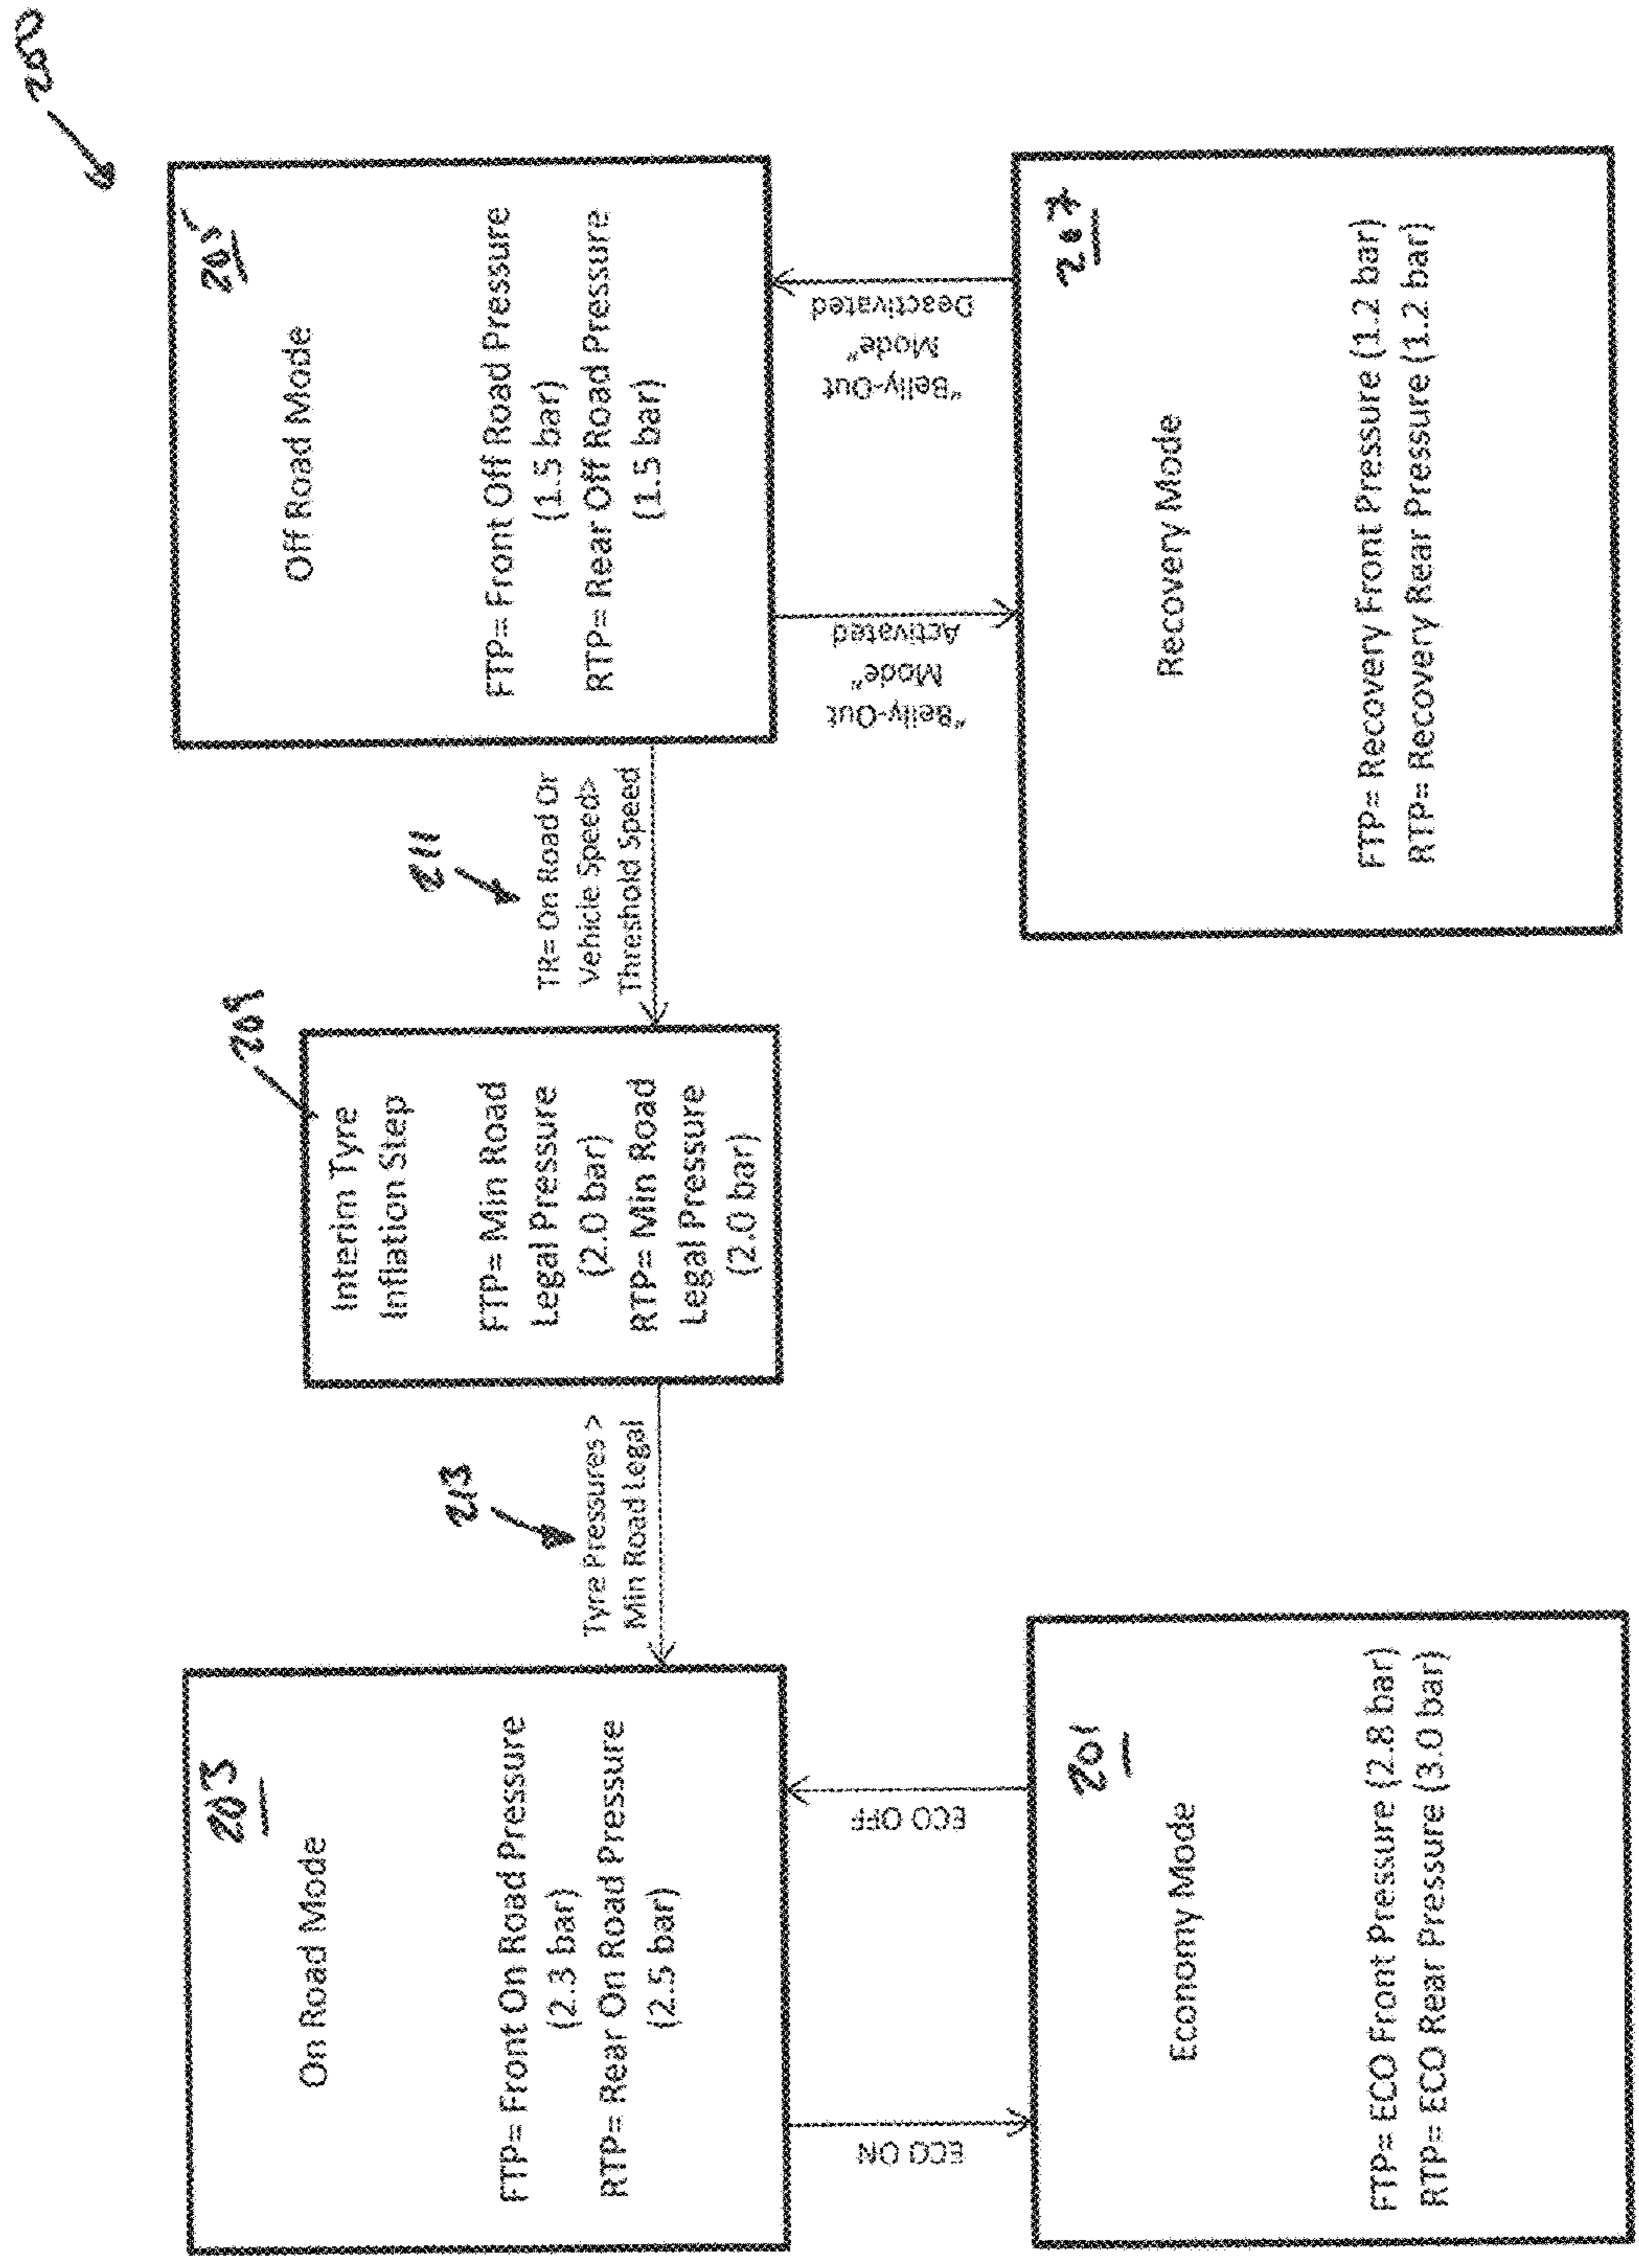 200
203
On Road Mode
FTP= Front On Road Pressure
(2.3 bar)
RTP= Rear On Road Pressure
(2.5 bar)
213
Tyre Pressures >
Min Road Legal
209
Interim Tyre
Inflation Step
FTP= Min Road
Legal Pressure
(2.0 bar)
RTP= Min Road
Legal Pressure
(2.0 bar)
211
TR= On Road Or
Vehicle Speed>
Threshold Speed
205
Off Road Mode
FTP= Front Off Road Pressure
(1.5 bar)
RTP= Rear Off Road Pressure
(1.5 bar)
ECO ON
ECO OFF
"Belly-Out
Mode"
Activated
"Belly-Out
Mode"
Deactivated
201
Economy Mode
FTP= ECO Front Pressure (2.8 bar)
RTP= ECO Rear Pressure (3.0 bar)
207
Recovery Mode
FTP= Recovery Front Pressure (1.2 bar)
RTP= Recovery Rear Pressure (1.2 bar)